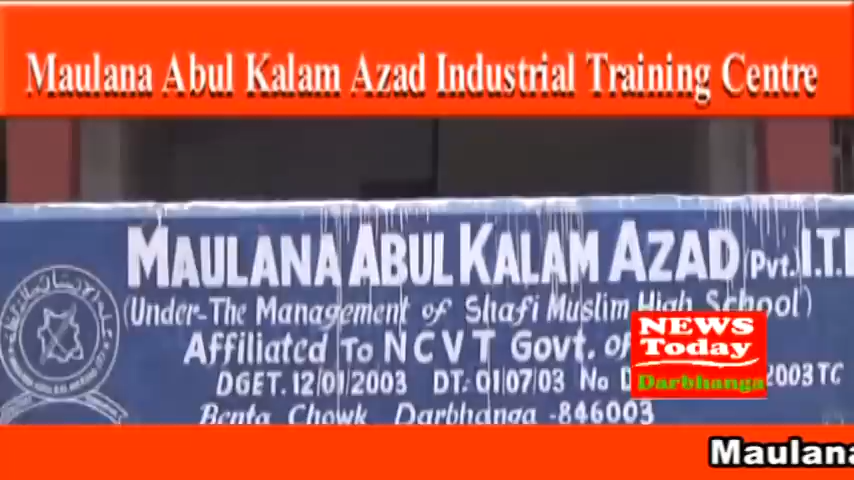 Maulana Abul Kalam Azad Industrial Training Centre
MAULANA ABUL KALAM AZAD (Pvt.) I.T.I
(Under-The Management of Shafi Muslim High School)
Affiliated To NCVT Govt. of
DGET. 12/01/2003 DT. 01/07/03 No 2003 TC
Benta Chowk Darbhanga -846003
NEWS
Today
Darbhanga
Maulana